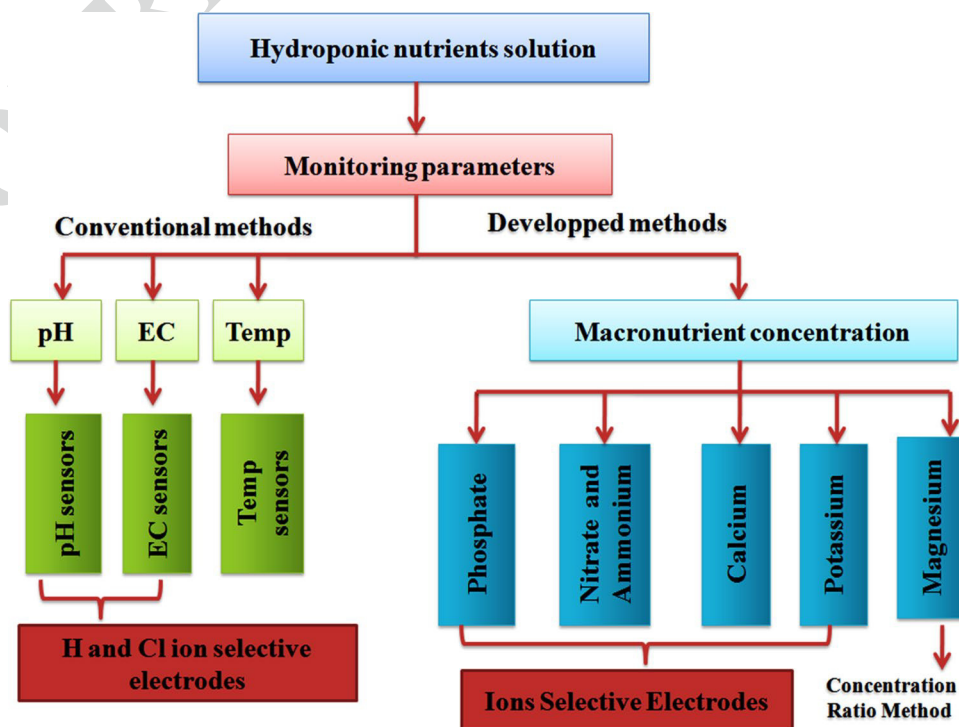 Hydroponic nutrients solution
Monitoring parameters
Conventional methods
Developped methods
pH
EC
Temp
Macronutrient concentration
pH sensors
EC sensors
Temp
sensors
Phosphate
Nitrate and
Ammonium
Calcium
Potassium
Magnesium
H and Cl ion selective
electrodes
Ions Selective Electrodes
Concentration
Ratio Method